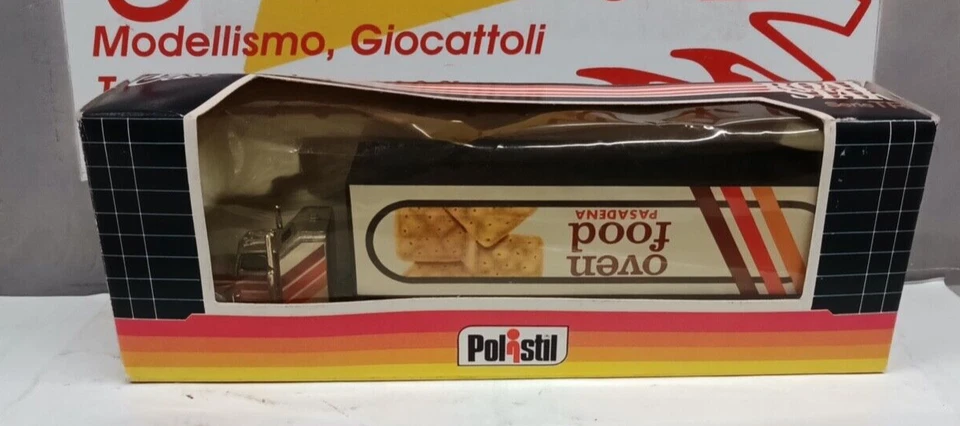 Modellismo, Giocattoli
oven
food
PASADENA
Polistil